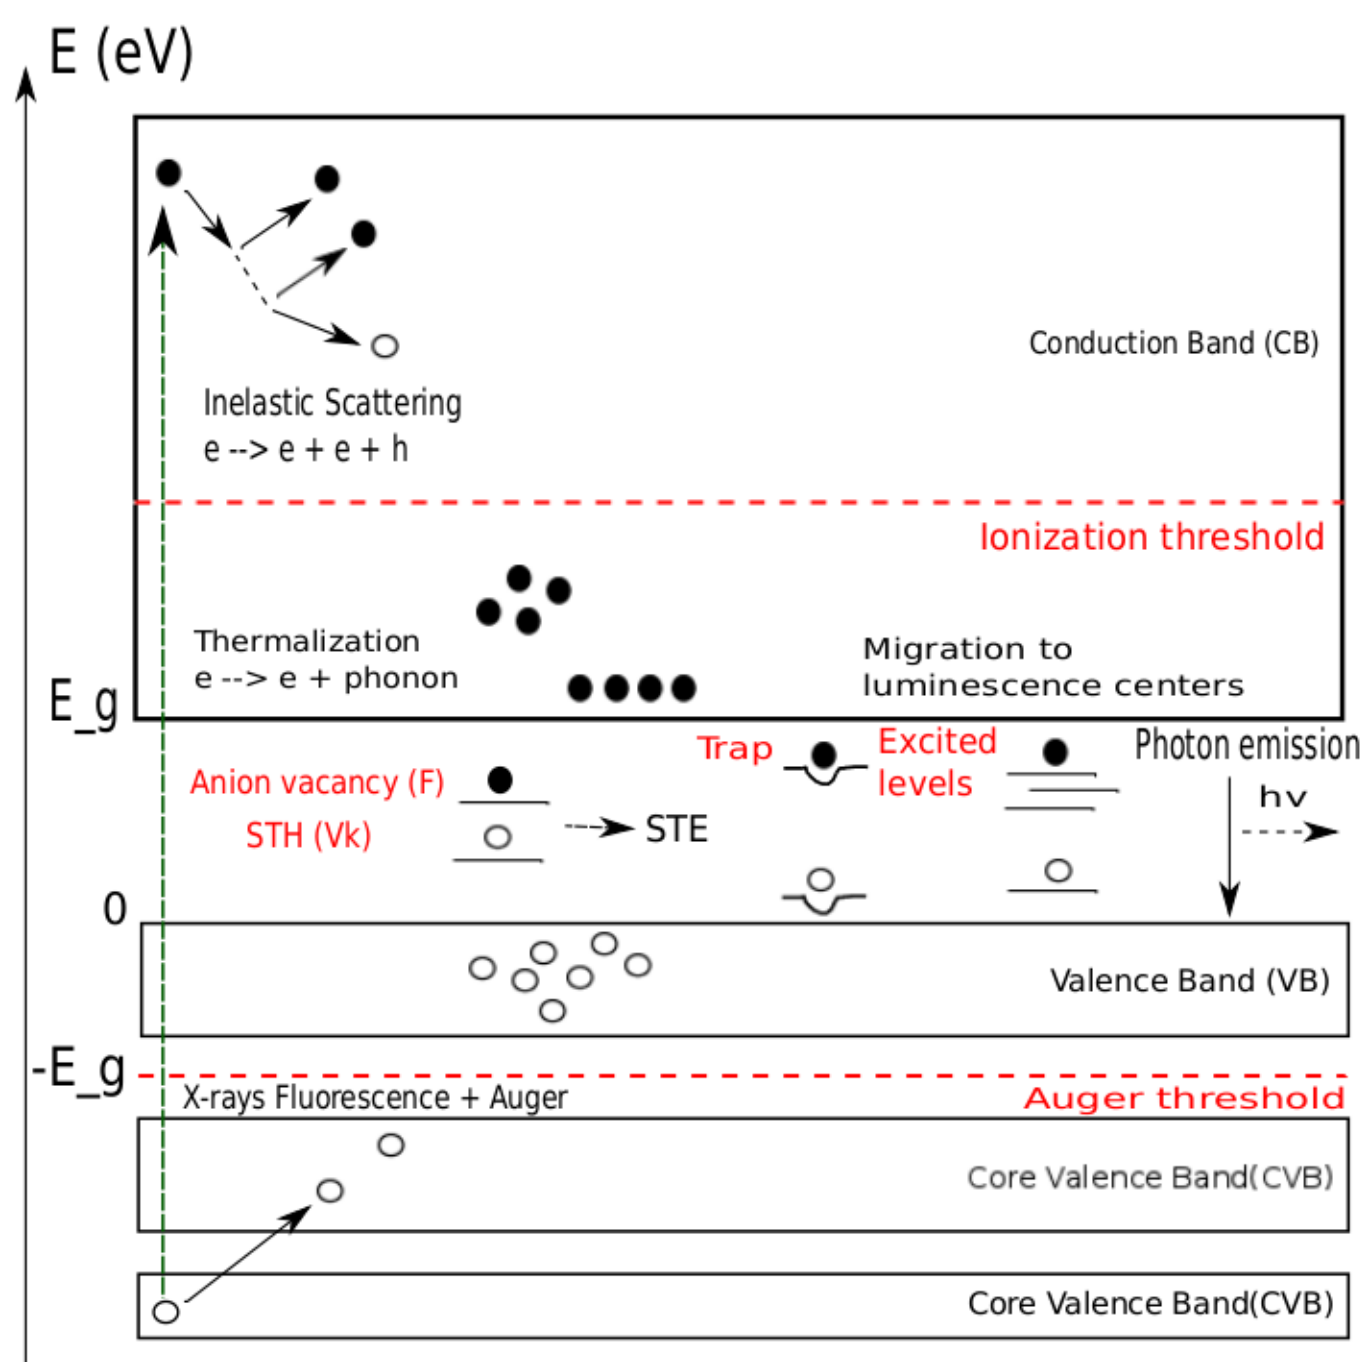 E (eV)
Conduction Band (CB)
Inelastic Scattering
e --> e + e + h
Ionization threshold
Thermalization
e --> e + phonon
Migration to
luminescence centers
E_g
Trap
Excited
levels
Photon emission
hν
Anion vacancy (F)
STH (Vk)
STE
0
Valence Band (VB)
-E_g
X-rays Fluorescence + Auger
Auger threshold
Core Valence Band(CVB)
Core Valence Band(CVB)